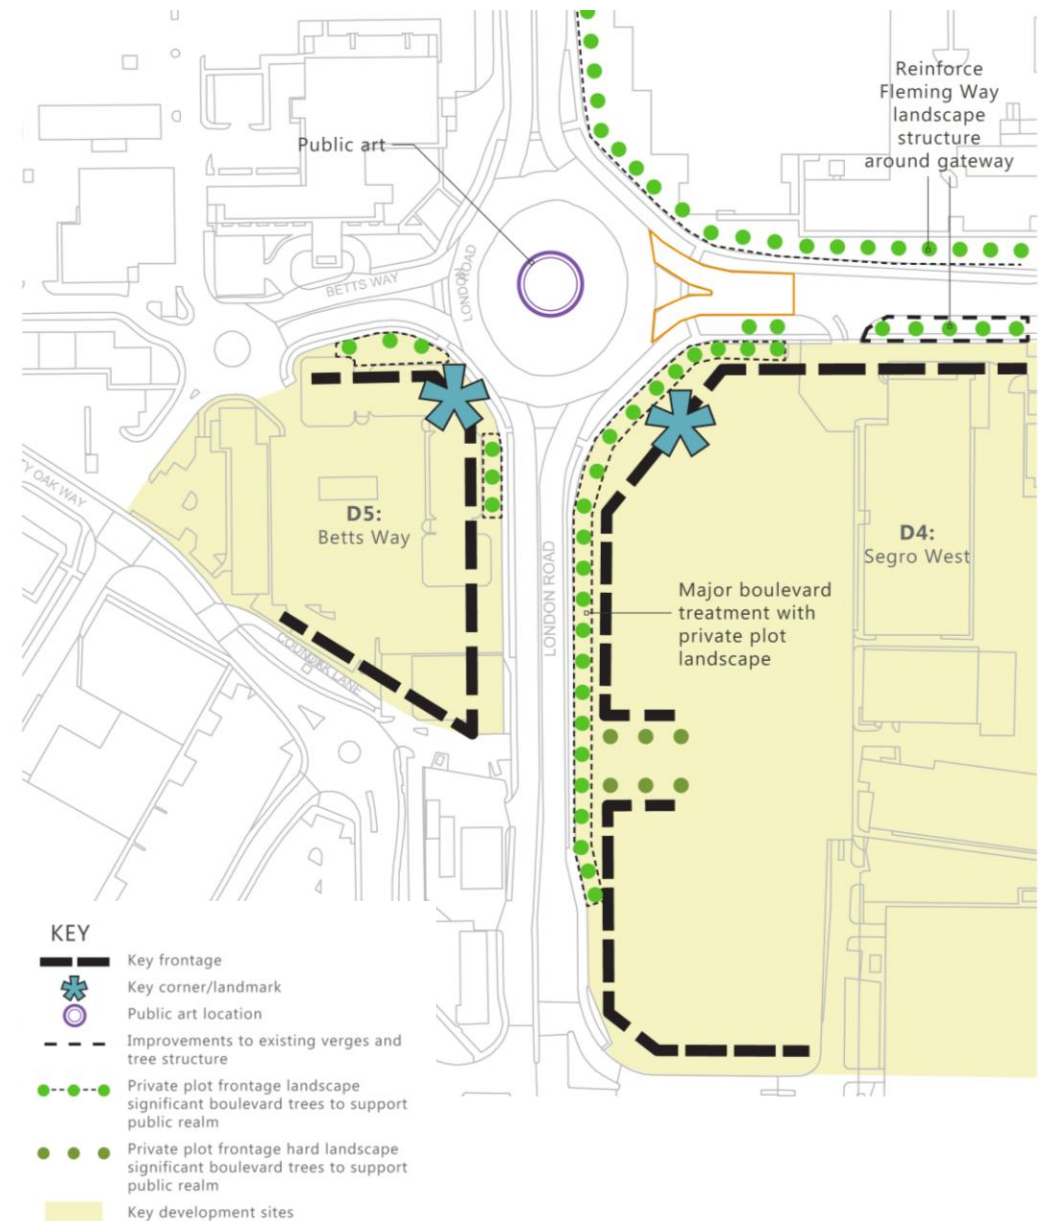 Reinforce
Fleming Way
landscape
structure
around gateway
Public art
BETTS WAY
LONDON ROAD
D5:
Betts Way
D4:
Segro West
LONDON ROAD
Major boulevard
treatment with
private plot
landscape
OAK WAY
LANE
KEY
Key frontage
Key corner/landmark
Public art location
Improvements to existing verges and
tree structure
Private plot frontage landscape
significant boulevard trees to support
public realm
Private plot frontage hard landscape
significant boulevard trees to support
public realm
Key development sites